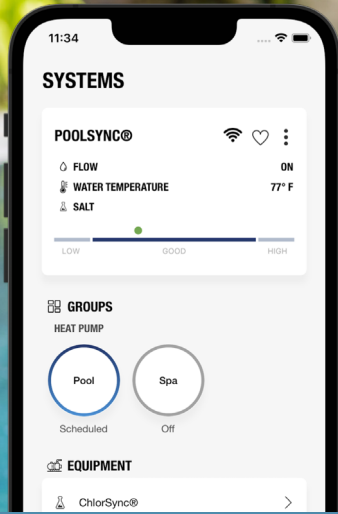 11:34
SYSTEMS
POOLSYNC®
FLOW ON
WATER TEMPERATURE 77° F
SALT
LOW GOOD HIGH
GROUPS
HEAT PUMP
Pool Spa
Scheduled Off
EQUIPMENT
ChlorSync®